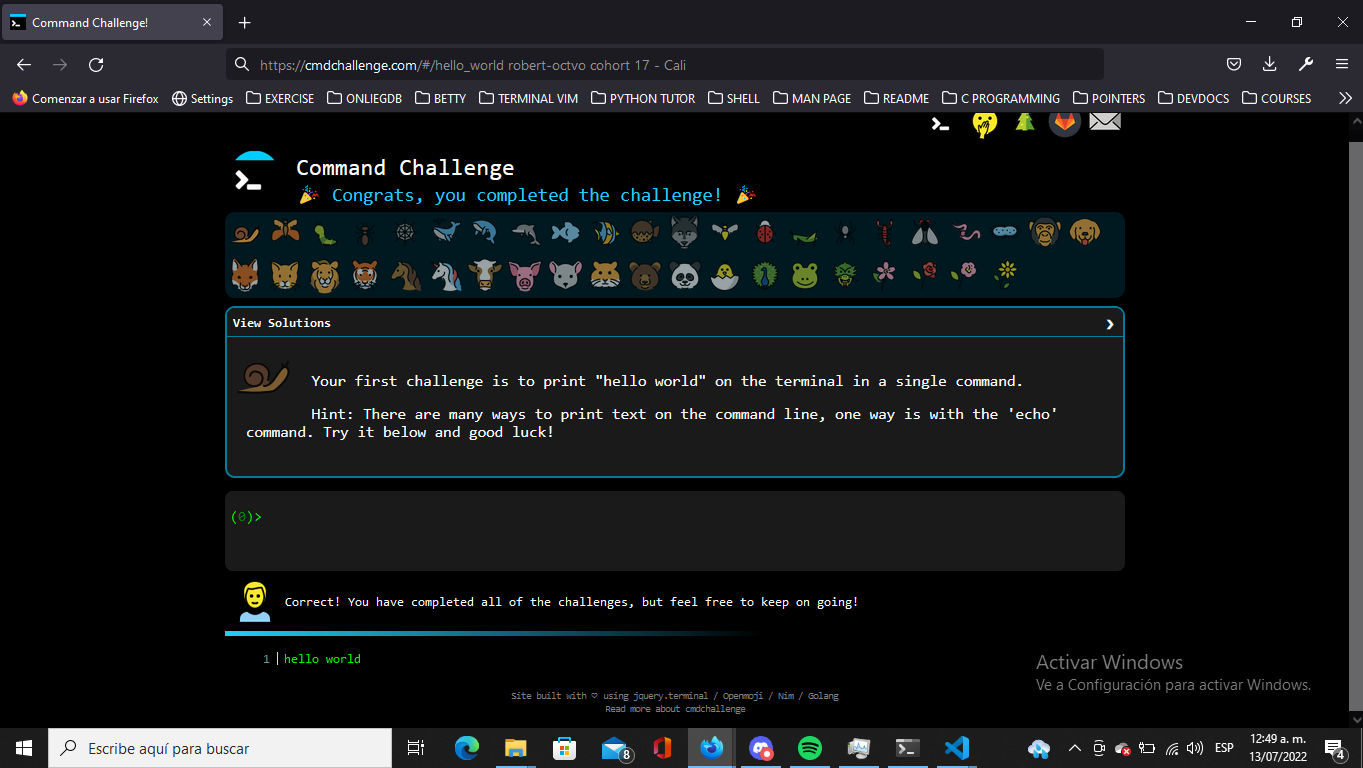 Command Challenge!
https://cmdchallenge.com/#/hello_world robert-octvo cohort 17 - Cali
Comenzar a usar Firefox Settings EXERCISE ONLIEGDB BETTY TERMINAL VIM PYTHON TUTOR SHELL MAN PAGE README C PROGRAMMING POINTERS DEVDOCS COURSES
Command Challenge
Congrats, you completed the challenge!
View Solutions
Your first challenge is to print "hello world" on the terminal in a single command.
Hint: There are many ways to print text on the command line, one way is with the 'echo'
command. Try it below and good luck!
(0)>
Correct! You have completed all of the challenges, but feel free to keep on going!
1 hello world
Activar Windows
Ve a Configuración para activar Windows.
Site built with ♡ using jquery.terminal / Openmoji / Nim / Golang
Read more about cmdchallenge
Escribe aquí para buscar
8
ESP
12:49 a. m.
13/07/2022
4